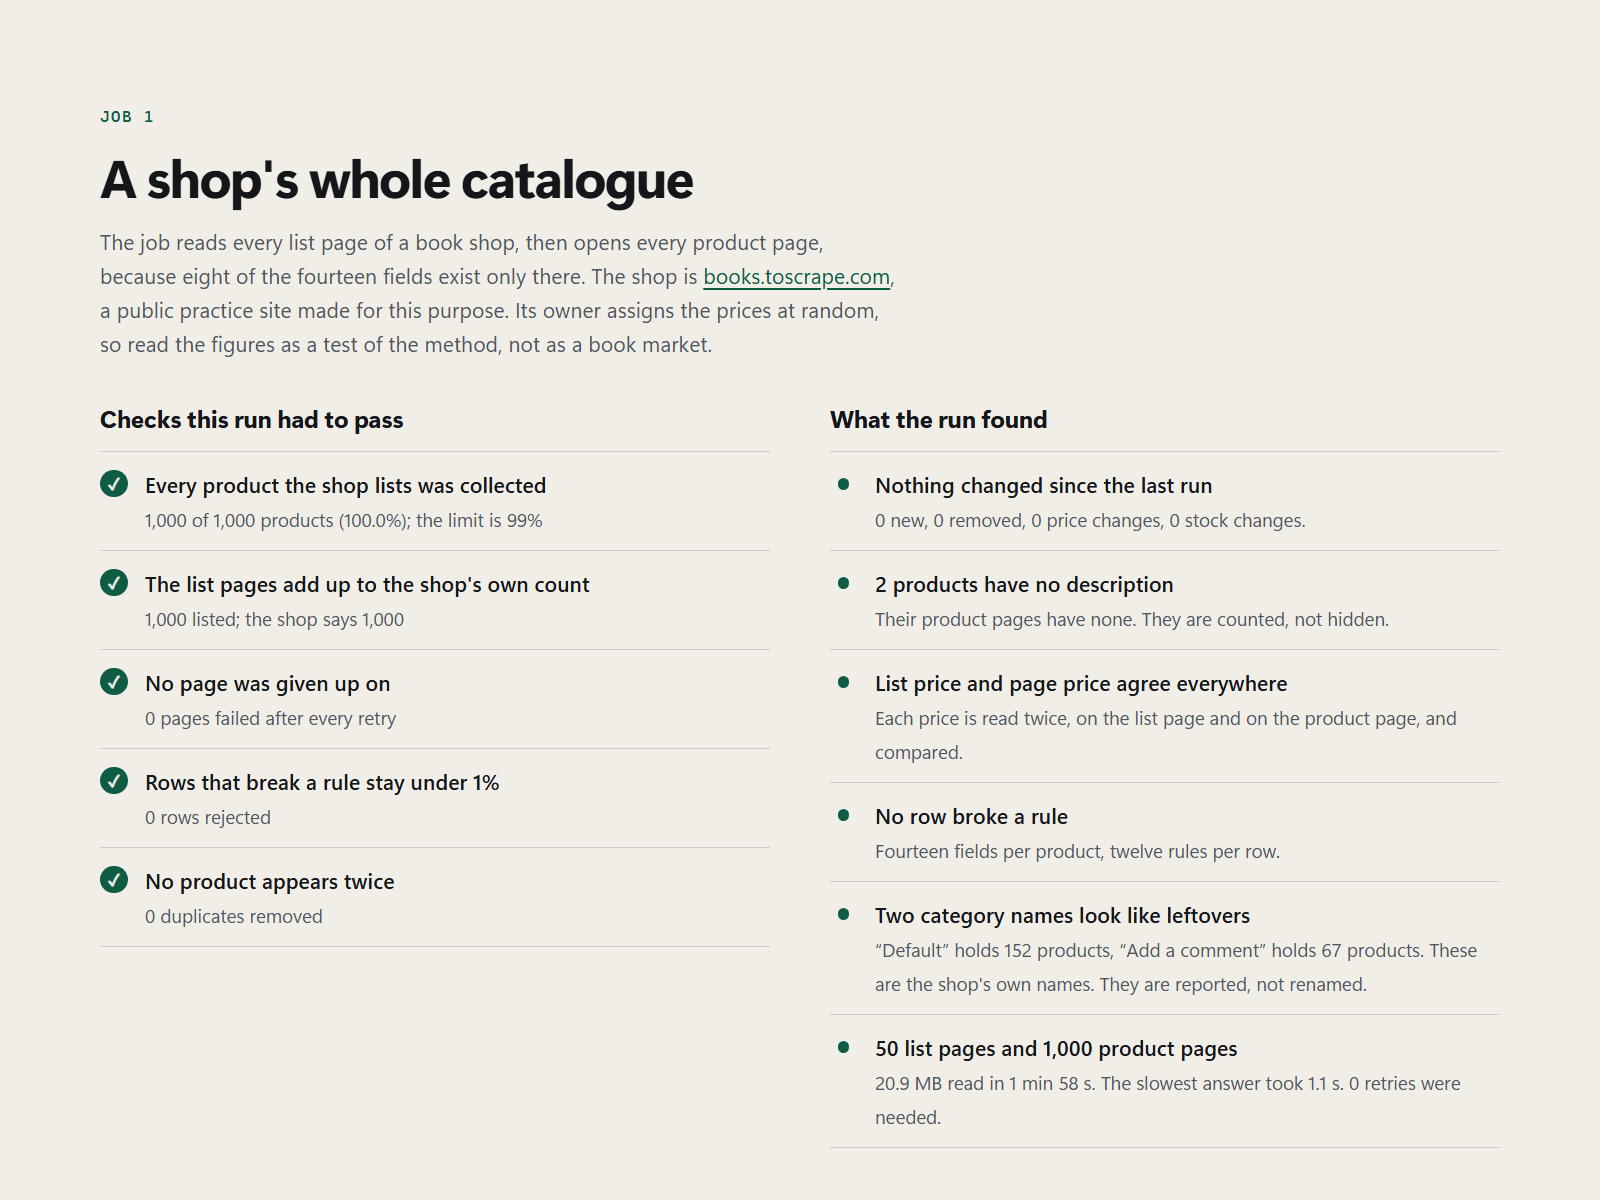 JOB 1
A shop's whole catalogue
The job reads every list page of a book shop, then opens every product page,
because eight of the fourteen fields exist only there. The shop is books.toscrape.com,
a public practice site made for this purpose. Its owner assigns the prices at random,
so read the figures as a test of the method, not as a book market.
Checks this run had to pass
Every product the shop lists was collected
1,000 of 1,000 products (100.0%); the limit is 99%
The list pages add up to the shop's own count
1,000 listed; the shop says 1,000
No page was given up on
0 pages failed after every retry
Rows that break a rule stay under 1%
0 rows rejected
No product appears twice
0 duplicates removed
What the run found
Nothing changed since the last run
0 new, 0 removed, 0 price changes, 0 stock changes.
2 products have no description
Their product pages have none. They are counted, not hidden.
List price and page price agree everywhere
Each price is read twice, on the list page and on the product page, and
compared.
No row broke a rule
Fourteen fields per product, twelve rules per row.
Two category names look like leftovers
“Default” holds 152 products, “Add a comment” holds 67 products. These
are the shop's own names. They are reported, not renamed.
50 list pages and 1,000 product pages
20.9 MB read in 1 min 58 s. The slowest answer took 1.1 s. 0 retries were
needed.